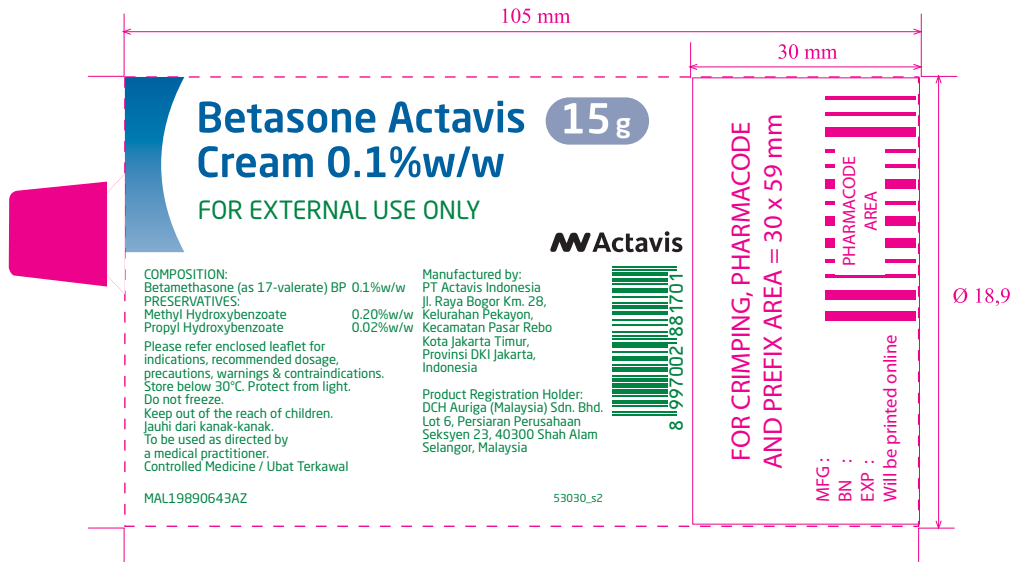 105 mm
30 mm
Betasone Actavis
Cream 0.1%w/w
15 g
FOR EXTERNAL USE ONLY
Actavis
COMPOSITION:
Betamethasone (as 17-valerate) BP 0.1%w/w
PRESERVATIVES:
Methyl Hydroxybenzoate 0.20%w/w
Propyl Hydroxybenzoate 0.02%w/w
Please refer enclosed leaflet for
indications, recommended dosage,
precautions, warnings & contraindications.
Store below 30°C. Protect from light.
Do not freeze.
Keep out of the reach of children.
Jauhi dari kanak-kanak.
To be used as directed by
a medical practitioner.
Controlled Medicine / Ubat Terkawal
MAL19890643AZ
Manufactured by:
PT Actavis Indonesia
Jl. Raya Bogor Km. 28,
Kelurahan Pekayon,
Kecamatan Pasar Rebo
Kota Jakarta Timur,
Provinsi DKI Jakarta,
Indonesia
Product Registration Holder:
DCH Auriga (Malaysia) Sdn. Bhd.
Lot 6, Persiaran Perusahaan
Seksyen 23, 40300 Shah Alam
Selangor, Malaysia
53030_s2
8 997002 881701
FOR CRIMPING, PHARMACODE
AND PREFIX AREA = 30 x 59 mm
PHARMACODE
AREA
MFG :
BN :
EXP :
Will be printed online
Ø 18,9